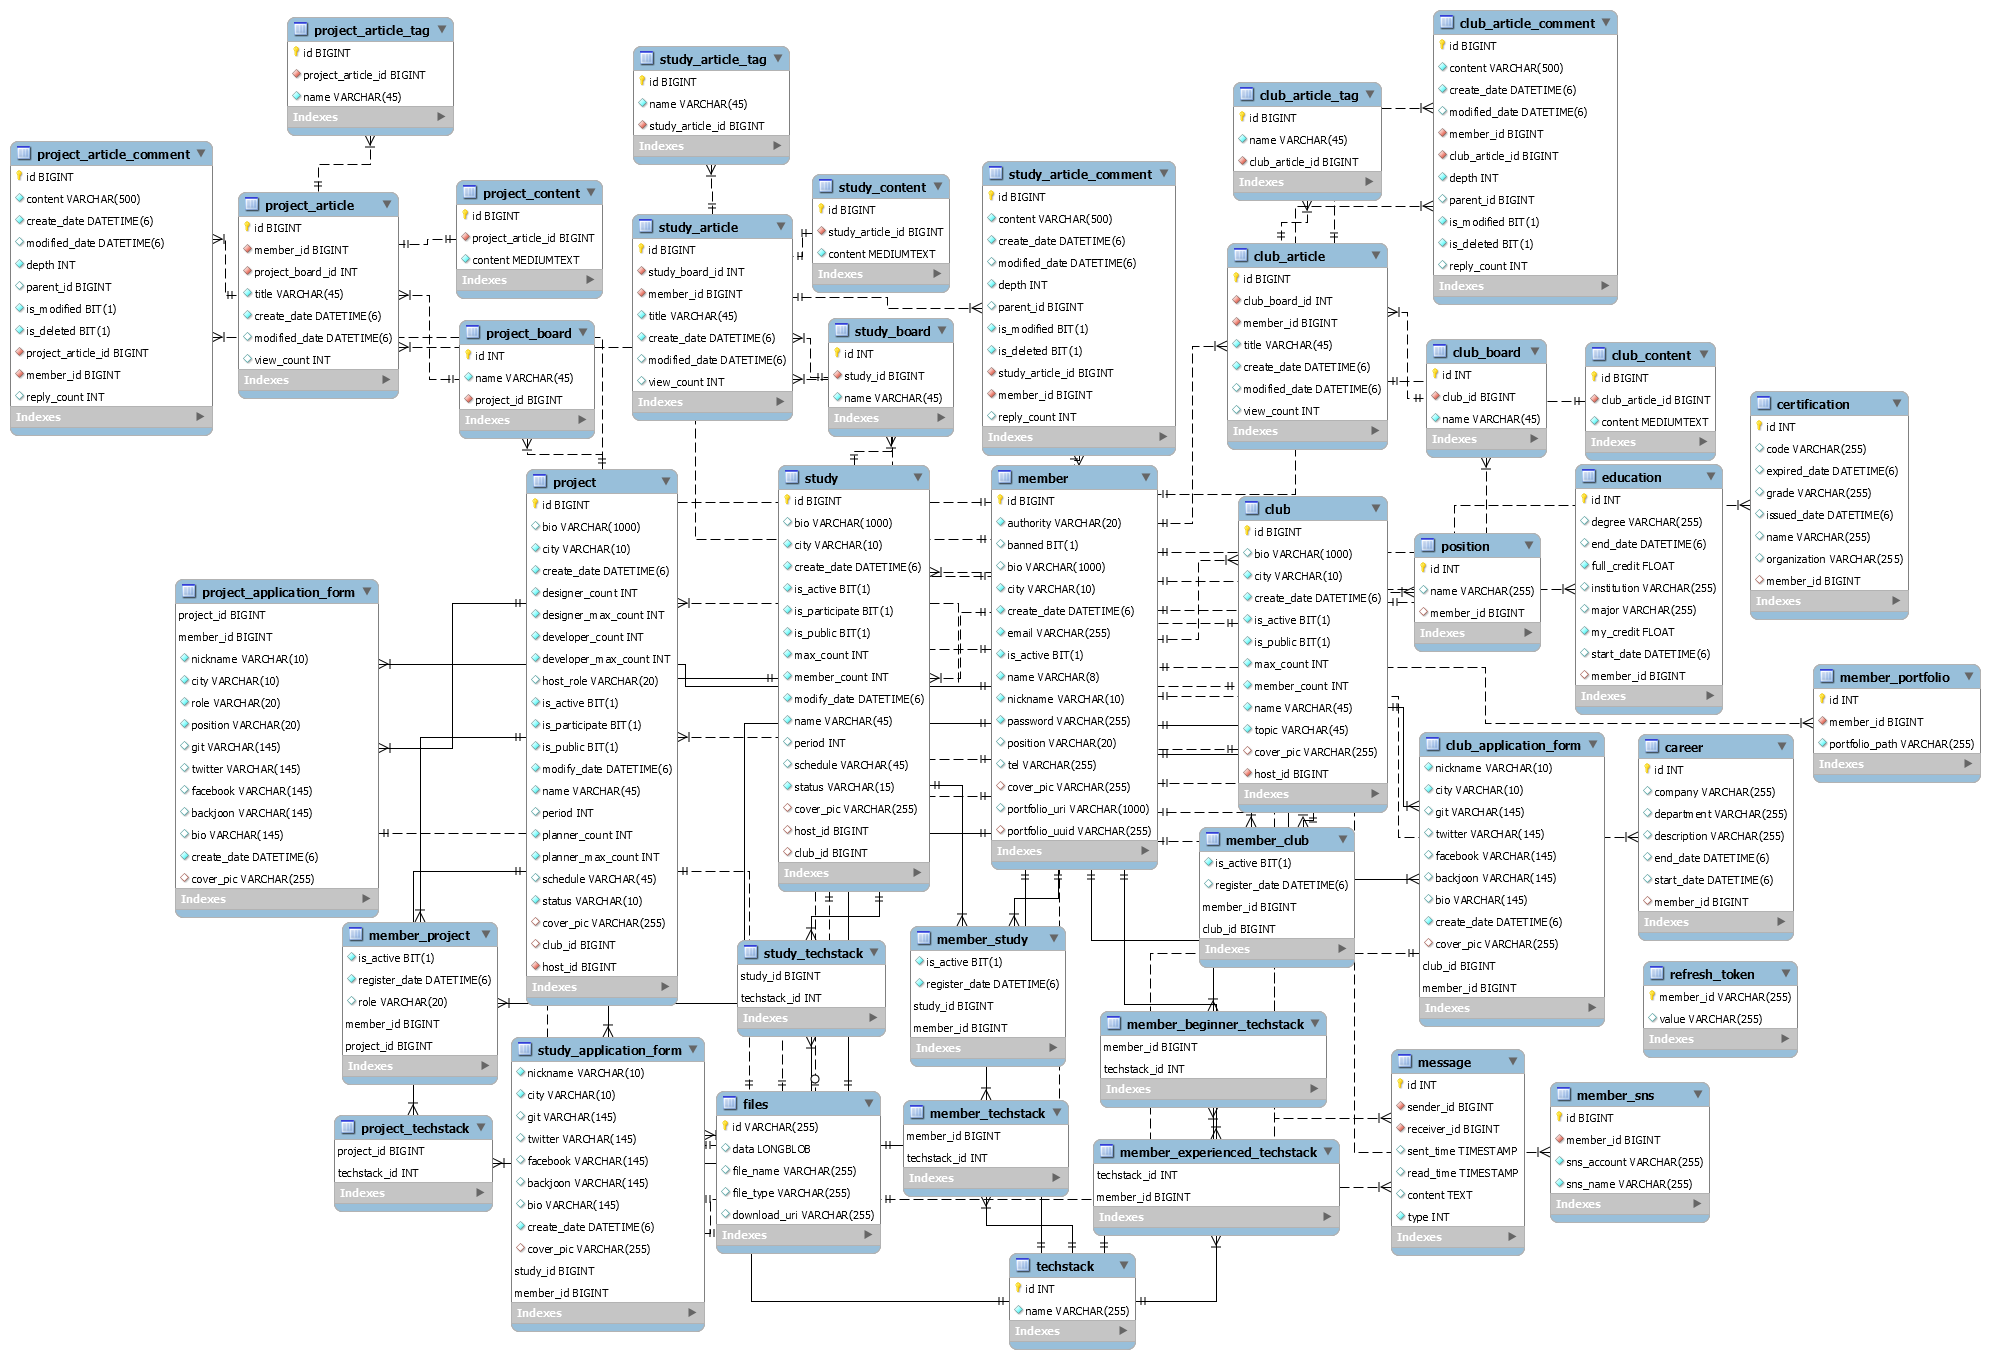 project_article_tag
id BIGINT
project_article_id BIGINT
name VARCHAR(45)
Indexes
study_article_tag
id BIGINT
name VARCHAR(45)
study_article_id BIGINT
Indexes
club_article_comment
id BIGINT
content VARCHAR(500)
create_date DATETIME(6)
modified_date DATETIME(6)
member_id BIGINT
club_article_id BIGINT
depth INT
parent_id BIGINT
is_modified BIT(1)
is_deleted BIT(1)
reply_count INT
Indexes
club_article_tag
id BIGINT
name VARCHAR(45)
club_article_id BIGINT
Indexes
project_article_comment
id BIGINT
content VARCHAR(500)
create_date DATETIME(6)
modified_date DATETIME(6)
depth INT
parent_id BIGINT
is_modified BIT(1)
is_deleted BIT(1)
project_article_id BIGINT
member_id BIGINT
reply_count INT
Indexes
project_article
id BIGINT
member_id BIGINT
project_board_id INT
title VARCHAR(45)
create_date DATETIME(6)
modified_date DATETIME(6)
view_count INT
Indexes
project_content
id BIGINT
project_article_id BIGINT
content MEDIUMTEXT
Indexes
study_article
id BIGINT
study_board_id INT
member_id BIGINT
title VARCHAR(45)
create_date DATETIME(6)
modified_date DATETIME(6)
view_count INT
Indexes
study_content
id BIGINT
study_article_id BIGINT
content MEDIUMTEXT
Indexes
study_article_comment
id BIGINT
content VARCHAR(500)
create_date DATETIME(6)
modified_date DATETIME(6)
depth INT
parent_id BIGINT
is_modified BIT(1)
is_deleted BIT(1)
study_article_id BIGINT
member_id BIGINT
reply_count INT
Indexes
club_article
id BIGINT
club_board_id INT
member_id BIGINT
title VARCHAR(45)
create_date DATETIME(6)
modified_date DATETIME(6)
view_count INT
Indexes
project_board
id INT
name VARCHAR(45)
project_id BIGINT
Indexes
study_board
id INT
study_id BIGINT
name VARCHAR(45)
Indexes
club_board
id INT
club_id BIGINT
name VARCHAR(45)
Indexes
club_content
id BIGINT
club_article_id BIGINT
content MEDIUMTEXT
Indexes
certification
id INT
code VARCHAR(255)
expired_date DATETIME(6)
grade VARCHAR(255)
issued_date DATETIME(6)
name VARCHAR(255)
organization VARCHAR(255)
member_id BIGINT
Indexes
project
id BIGINT
bio VARCHAR(1000)
city VARCHAR(10)
create_date DATETIME(6)
designer_count INT
designer_max_count INT
developer_count INT
developer_max_count INT
host_role VARCHAR(20)
is_active BIT(1)
is_participate BIT(1)
is_public BIT(1)
modify_date DATETIME(6)
name VARCHAR(45)
period INT
planner_count INT
planner_max_count INT
schedule VARCHAR(45)
status VARCHAR(10)
cover_pic VARCHAR(255)
club_id BIGINT
host_id BIGINT
Indexes
study
id BIGINT
bio VARCHAR(1000)
city VARCHAR(10)
create_date DATETIME(6)
is_active BIT(1)
is_participate BIT(1)
is_public BIT(1)
max_count INT
member_count INT
modify_date DATETIME(6)
name VARCHAR(45)
period INT
schedule VARCHAR(45)
status VARCHAR(15)
cover_pic VARCHAR(255)
host_id BIGINT
club_id BIGINT
Indexes
member
id BIGINT
authority VARCHAR(20)
banned BIT(1)
bio VARCHAR(1000)
city VARCHAR(10)
create_date DATETIME(6)
email VARCHAR(255)
is_active BIT(1)
name VARCHAR(8)
nickname VARCHAR(10)
password VARCHAR(255)
position VARCHAR(20)
tel VARCHAR(255)
cover_pic VARCHAR(255)
portfolio_uri VARCHAR(1000)
portfolio_uuid VARCHAR(255)
Indexes
club
id BIGINT
bio VARCHAR(1000)
city VARCHAR(10)
create_date DATETIME(6)
is_active BIT(1)
is_public BIT(1)
max_count INT
member_count INT
name VARCHAR(45)
topic VARCHAR(45)
cover_pic VARCHAR(255)
host_id BIGINT
Indexes
position
id INT
name VARCHAR(255)
member_id BIGINT
Indexes
education
id INT
degree VARCHAR(255)
end_date DATETIME(6)
full_credit FLOAT
institution VARCHAR(255)
major VARCHAR(255)
my_credit FLOAT
start_date DATETIME(6)
member_id BIGINT
Indexes
project_application_form
project_id BIGINT
member_id BIGINT
nickname VARCHAR(10)
city VARCHAR(10)
role VARCHAR(20)
position VARCHAR(20)
git VARCHAR(145)
twitter VARCHAR(145)
facebook VARCHAR(145)
backjoon VARCHAR(145)
bio VARCHAR(145)
create_date DATETIME(6)
cover_pic VARCHAR(255)
Indexes
member_portfolio
id INT
member_id BIGINT
portfolio_path VARCHAR(255)
Indexes
club_application_form
nickname VARCHAR(10)
city VARCHAR(10)
git VARCHAR(145)
twitter VARCHAR(145)
facebook VARCHAR(145)
backjoon VARCHAR(145)
bio VARCHAR(145)
create_date DATETIME(6)
cover_pic VARCHAR(255)
club_id BIGINT
member_id BIGINT
Indexes
career
id INT
company VARCHAR(255)
department VARCHAR(255)
description VARCHAR(255)
end_date DATETIME(6)
start_date DATETIME(6)
member_id BIGINT
Indexes
member_club
is_active BIT(1)
register_date DATETIME(6)
member_id BIGINT
club_id BIGINT
Indexes
member_project
is_active BIT(1)
register_date DATETIME(6)
role VARCHAR(20)
member_id BIGINT
project_id BIGINT
Indexes
study_techstack
study_id BIGINT
techstack_id INT
Indexes
member_study
is_active BIT(1)
register_date DATETIME(6)
study_id BIGINT
member_id BIGINT
Indexes
refresh_token
member_id VARCHAR(255)
value VARCHAR(255)
Indexes
member_beginner_techstack
member_id BIGINT
techstack_id INT
Indexes
study_application_form
nickname VARCHAR(10)
city VARCHAR(10)
git VARCHAR(145)
twitter VARCHAR(145)
facebook VARCHAR(145)
backjoon VARCHAR(145)
bio VARCHAR(145)
create_date DATETIME(6)
cover_pic VARCHAR(255)
study_id BIGINT
member_id BIGINT
Indexes
message
id INT
sender_id BIGINT
receiver_id BIGINT
sent_time TIMESTAMP
read_time TIMESTAMP
content TEXT
type INT
Indexes
member_sns
id BIGINT
member_id BIGINT
sns_account VARCHAR(255)
sns_name VARCHAR(255)
Indexes
files
id VARCHAR(255)
data LONGBLOB
file_name VARCHAR(255)
file_type VARCHAR(255)
download_uri VARCHAR(255)
Indexes
member_techstack
member_id BIGINT
techstack_id INT
Indexes
project_techstack
project_id BIGINT
techstack_id INT
Indexes
member_experienced_techstack
techstack_id INT
member_id BIGINT
Indexes
techstack
id INT
name VARCHAR(255)
Indexes